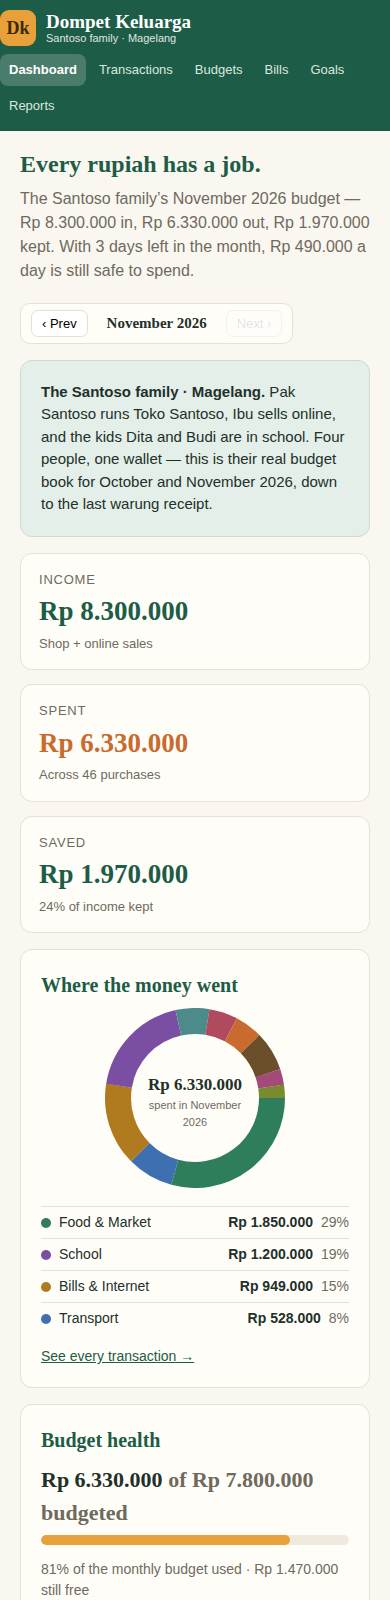 Dk
Dompet Keluarga
Santoso family · Magelang
Dashboard Transactions Budgets Bills Goals
Reports
Every rupiah has a job.
The Santoso family’s November 2026 budget —
Rp 8.300.000 in, Rp 6.330.000 out, Rp 1.970.000
kept. With 3 days left in the month, Rp 490.000 a
day is still safe to spend.
‹ Prev November 2026 Next ›
The Santoso family · Magelang. Pak
Santoso runs Toko Santoso, Ibu sells online,
and the kids Dita and Budi are in school. Four
people, one wallet — this is their real budget
book for October and November 2026, down
to the last warung receipt.
INCOME
Rp 8.300.000
Shop + online sales
SPENT
Rp 6.330.000
Across 46 purchases
SAVED
Rp 1.970.000
24% of income kept
Where the money went
Rp 6.330.000
spent in November
2026
Food & Market Rp 1.850.000 29%
School Rp 1.200.000 19%
Bills & Internet Rp 949.000 15%
Transport Rp 528.000 8%
See every transaction →
Budget health
Rp 6.330.000 of Rp 7.800.000
budgeted
81% of the monthly budget used · Rp 1.470.000
still free